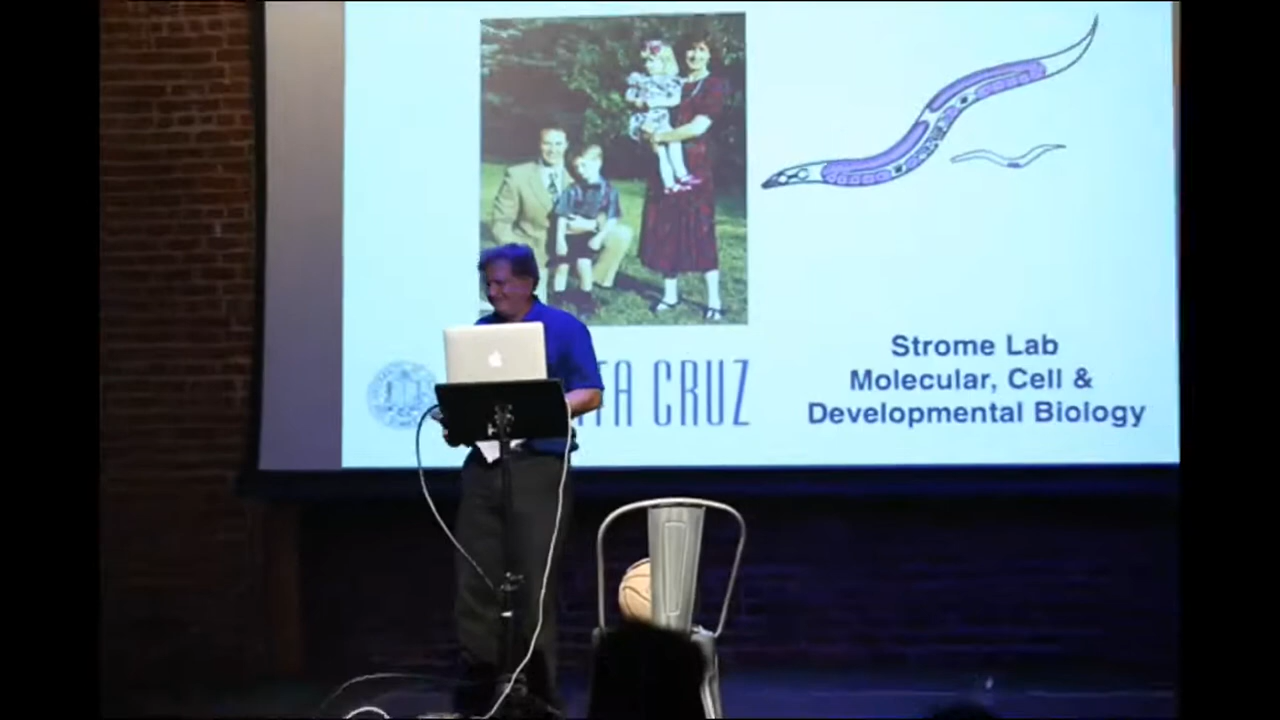 TA CRUZ
Strome Lab
Molecular, Cell &
Developmental Biology